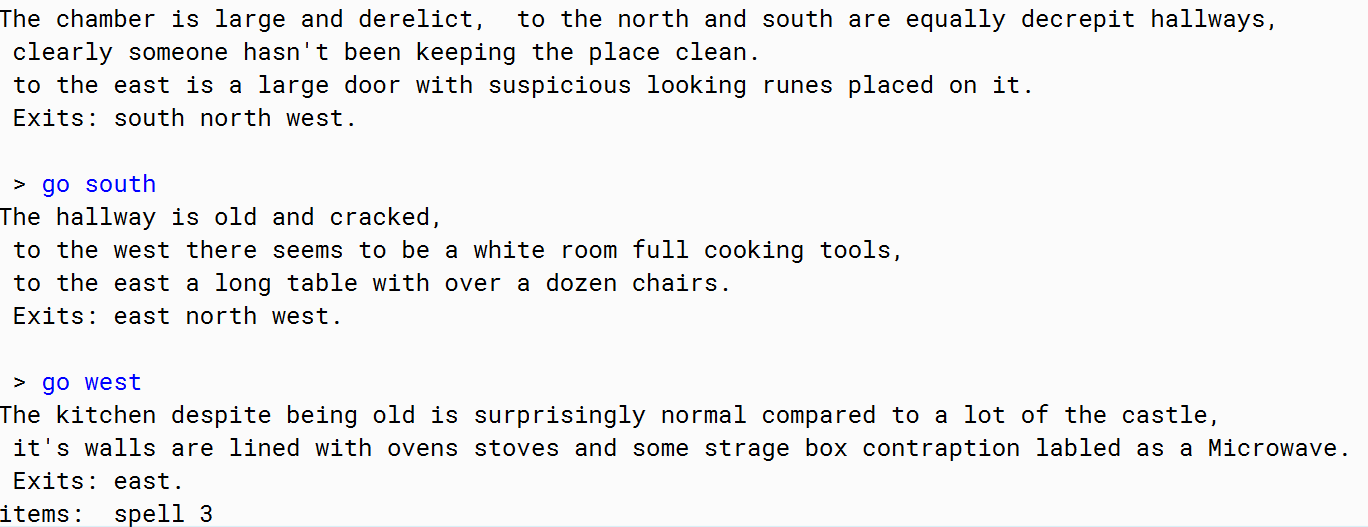 The chamber is large and derelict,  to the north and south are equally decrepit hallways,
clearly someone hasn't been keeping the place clean.
to the east is a large door with suspicious looking runes placed on it.
Exits: south north west.
> go south
The hallway is old and cracked,
to the west there seems to be a white room full cooking tools,
to the east a long table with over a dozen chairs.
Exits: east north west.
> go west
The kitchen despite being old is surprisingly normal compared to a lot of the castle,
it's walls are lined with ovens stoves and some strage box contraption labled as a Microwave.
Exits: east.
items:  spell 3